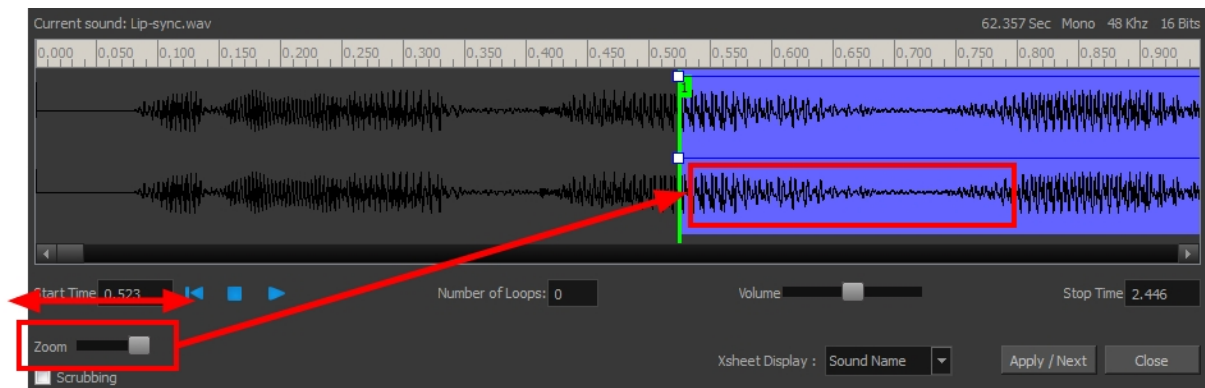 Current sound: Lip-sync.wav 62.357 Sec Mono 48 Khz 16 Bits
0.000 0.050 0.100 0.150 0.200 0.250 0.300 0.350 0.400 0.450 0.500 0.550 0.600 0.650 0.700 0.750 0.800 0.850 0.900
1
Start Time 0.523 Number of Loops: 0 Volume Stop Time 2.446
Zoom
Xsheet Display : Sound Name Apply / Next Close
Scrubbing